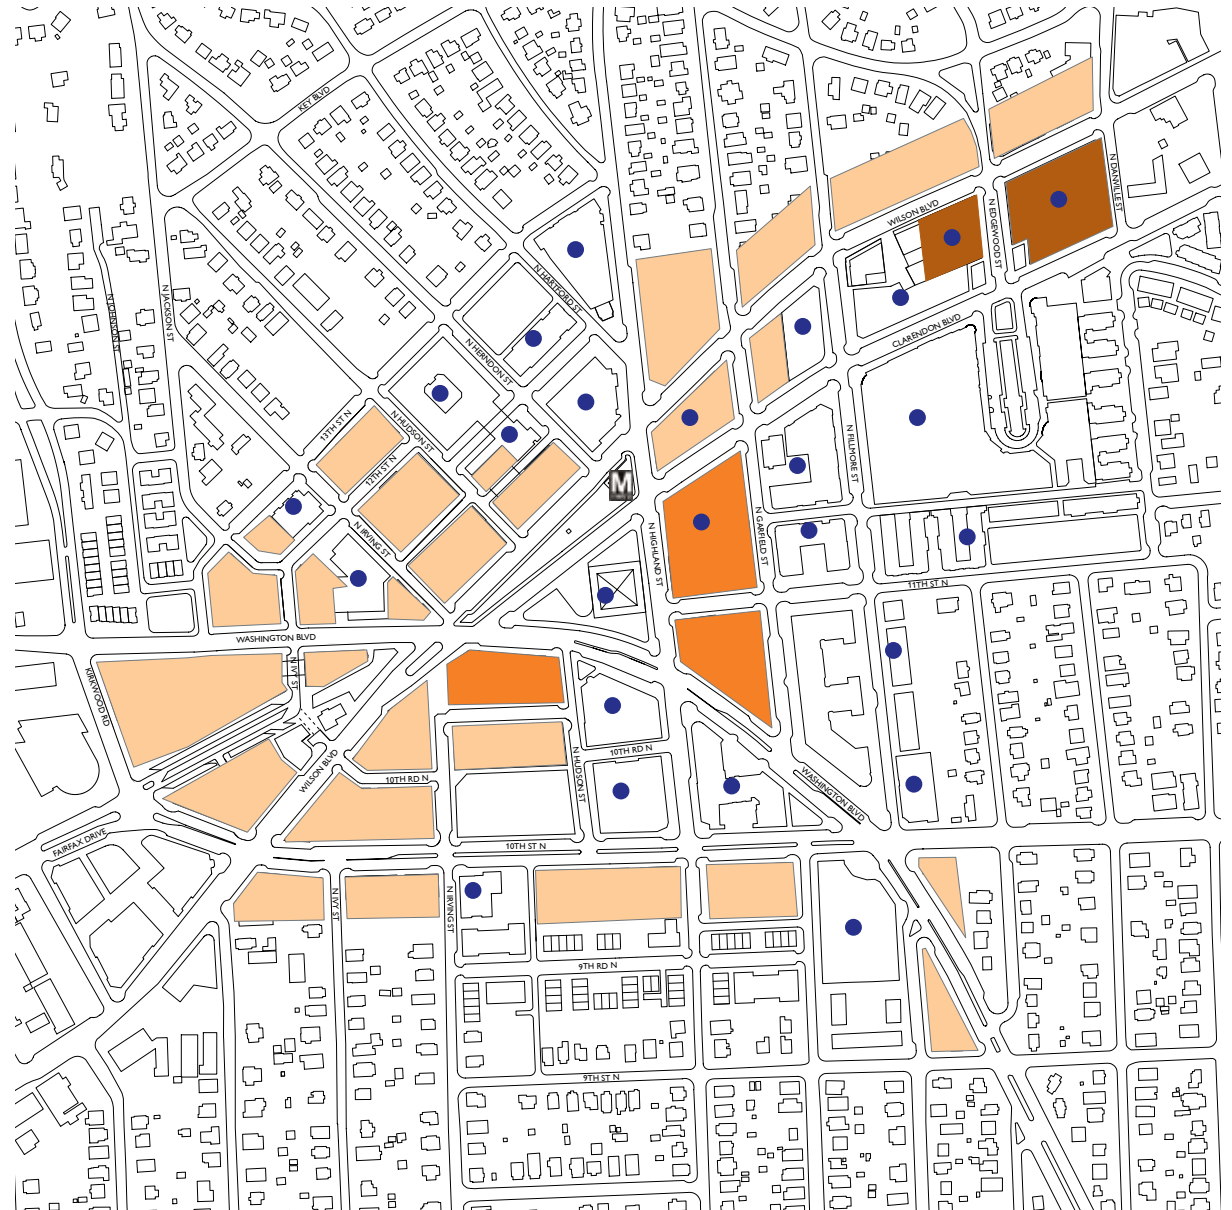 KEY BLVD
N DANVILLE ST
WILSON BLVD
N EDGEWOOD ST
N HARTFORD ST
N JACKSON ST
N JOHNSON ST
CLARENDON BLVD
N HERNDON ST
13TH ST N
N HUDSON ST
N FILLMORE ST
12TH ST N
M
N IRVING ST
N HIGHLAND ST
N GARFIELD ST
11TH ST N
WASHINGTON BLVD
N IVY ST
KIRKWOOD RD
10TH RD N
N HUDSON ST
WILSON BLVD
10TH RD N
WASHINGTON BLVD
FAIRFAX DRIVE
10TH ST N
N IVY ST
N IRVING ST
9TH RD N
9TH ST N